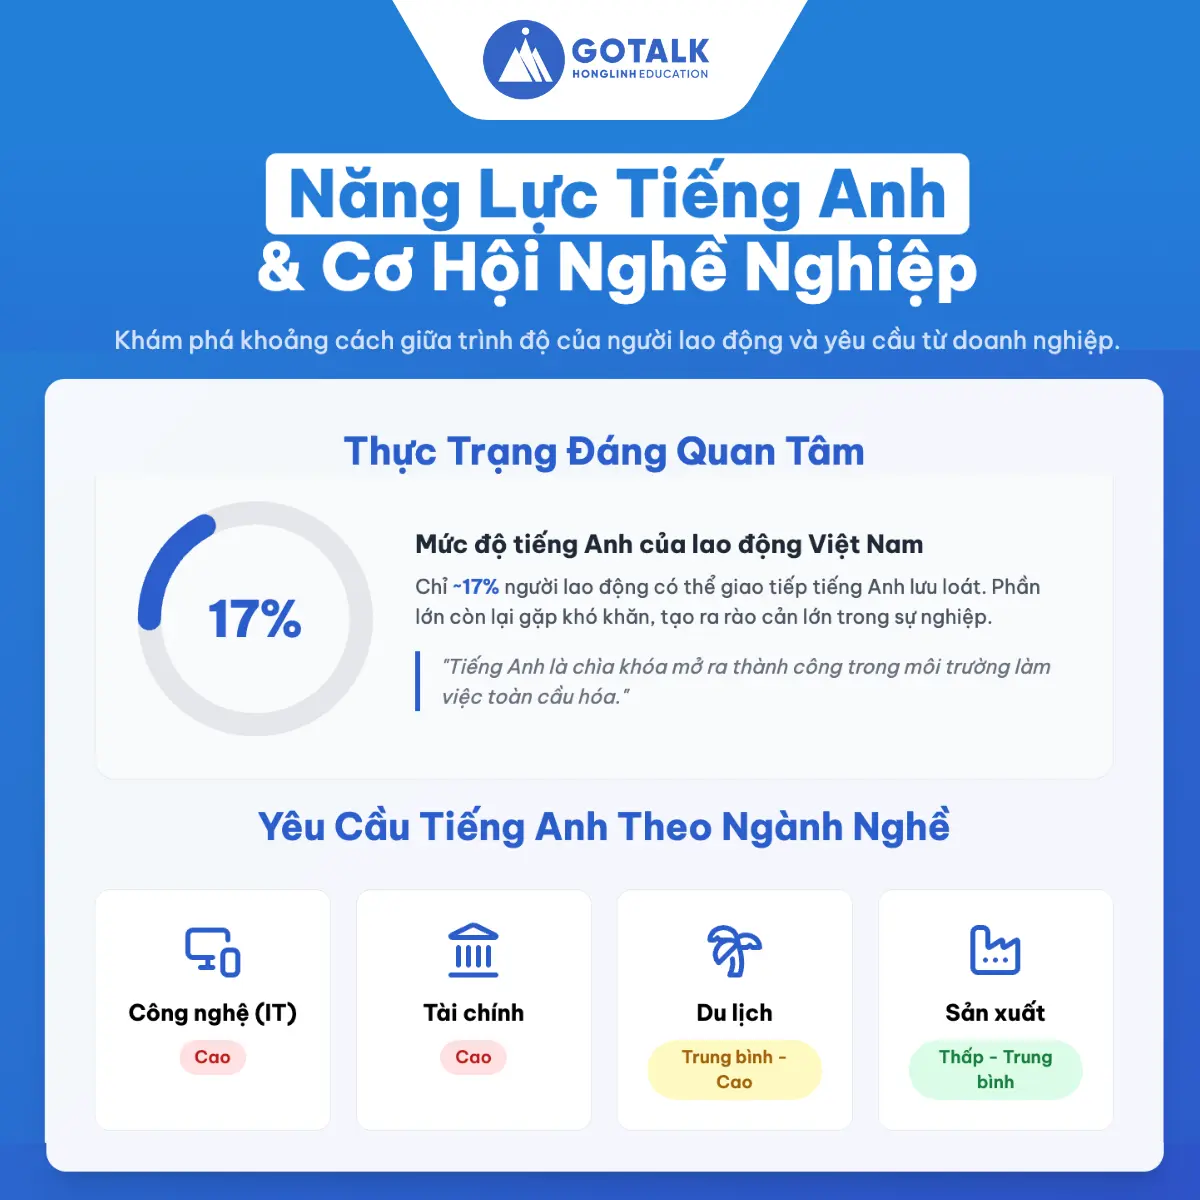 GOTALK
HONGLINH EDUCATION
Năng Lực Tiếng Anh
& Cơ Hội Nghề Nghiệp
Khám phá khoảng cách giữa trình độ của người lao động và yêu cầu từ doanh nghiệp.
Thực Trạng Đáng Quan Tâm
17%
Mức độ tiếng Anh của lao động Việt Nam
Chỉ ~17% người lao động có thể giao tiếp tiếng Anh lưu loát. Phần
lớn còn lại gặp khó khăn, tạo ra rào cản lớn trong sự nghiệp.
"Tiếng Anh là chìa khóa mở ra thành công trong môi trường làm
việc toàn cầu hóa."
Yêu Cầu Tiếng Anh Theo Ngành Nghề
Công nghệ (IT)
Cao
Tài chính
Cao
Du lịch
Trung bình -
Cao
Sản xuất
Thấp - Trung
bình